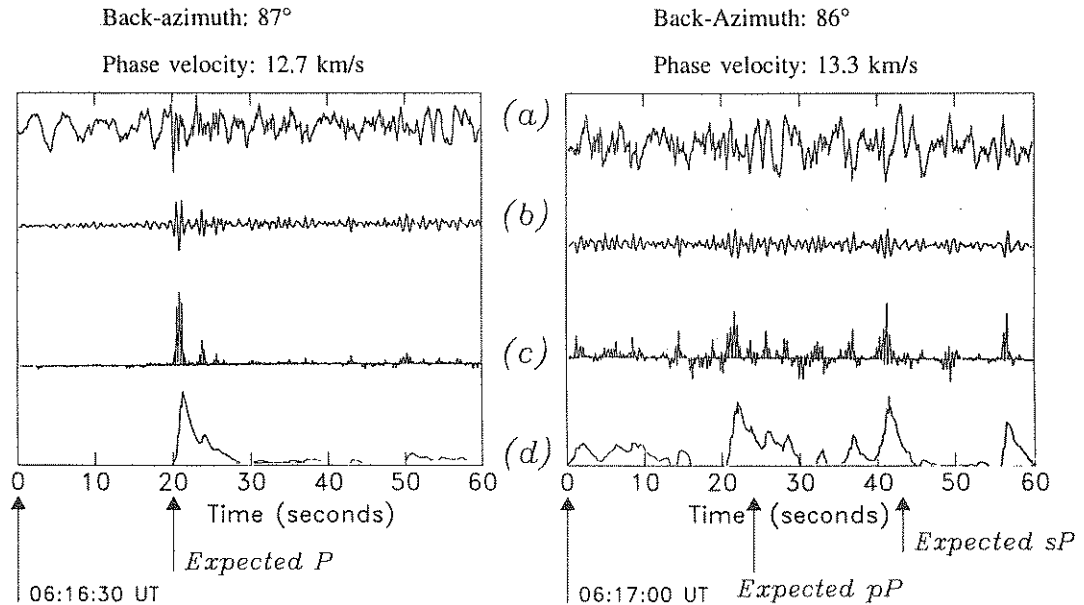 Back-azimuth: 87°
Phase velocity: 12.7 km/s
Back-Azimuth: 86°
Phase velocity: 13.3 km/s
(a)
(b)
(c)
(d)
0 10 20 30 40 50 60
Time (seconds)
Expected P
06:16:30 UT
0 10 20 30 40 50 60
Time (seconds)
Expected sP
Expected pP
06:17:00 UT